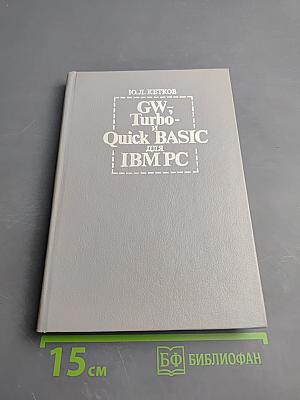 Ю.Л. КЕТКОВ
GW-,
Turbo-
и
Quick BASIC
для
IBM PC
15 см
БФ БИБЛИОФАН